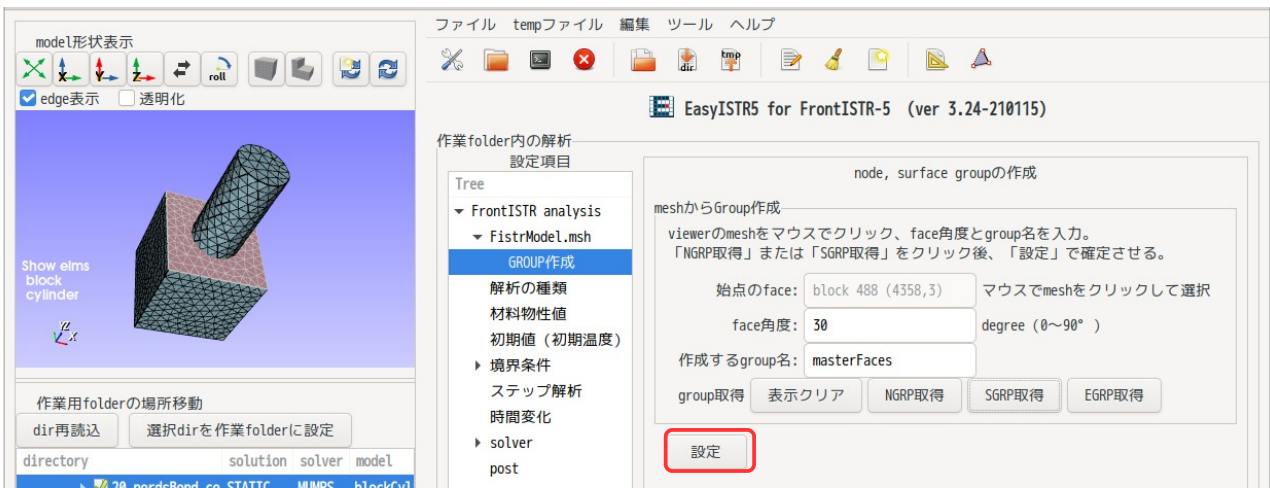 model形状表示
roll
edge表示 透明化
Show elms
block
cylinder
作業用folderの場所移動
dir再読込 選択dirを作業folderに設定
directory solution solver model
STATIC MUMPS blockCyl
ファイル tempファイル 編集 ツール ヘルプ
dir tmp
EasyISTR5 for FrontISTR-5 (ver 3.24-210115)
作業folder内の解析
設定項目
Tree
FrontISTR analysis
FistrModel.msh
GROUP作成
解析の種類
材料物性値
初期値 (初期温度)
境界条件
ステップ解析
時間変化
solver
post
node, surface groupの作成
meshからGroup作成
viewerのmeshをマウスでクリック、face角度とgroup名を入力。
「NGRP取得」または「SGRP取得」をクリック後、「設定」で確定させる。
始点のface: block 488 (4358,3) マウスでmeshをクリックして選択
face角度: 30 degree (0～90° )
作成するgroup名: masterFaces
group取得 表示クリア NGRP取得 SGRP取得 EGRP取得
設定